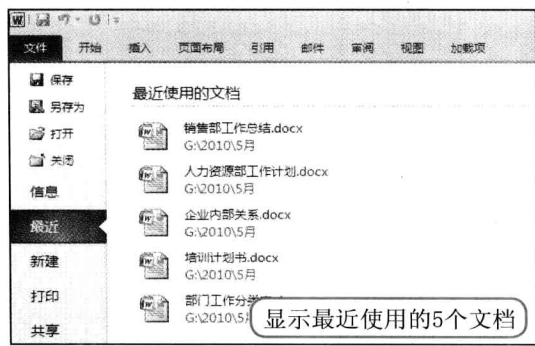 文件 开始 插入 页面布局 引用 邮件 审阅 视图 加载项
保存
另存为
打开
关闭
信息
最近
新建
打印
共享
最近使用的文档
销售部工作总结.docx
G:\2010\5月
人力资源部工作计划.docx
G:\2010\5月
企业内部关系.docx
G:\2010\5月
培训计划书.docx
G:\2010\5月
部门工作分
G:\2010\5
显示最近使用的5个文档